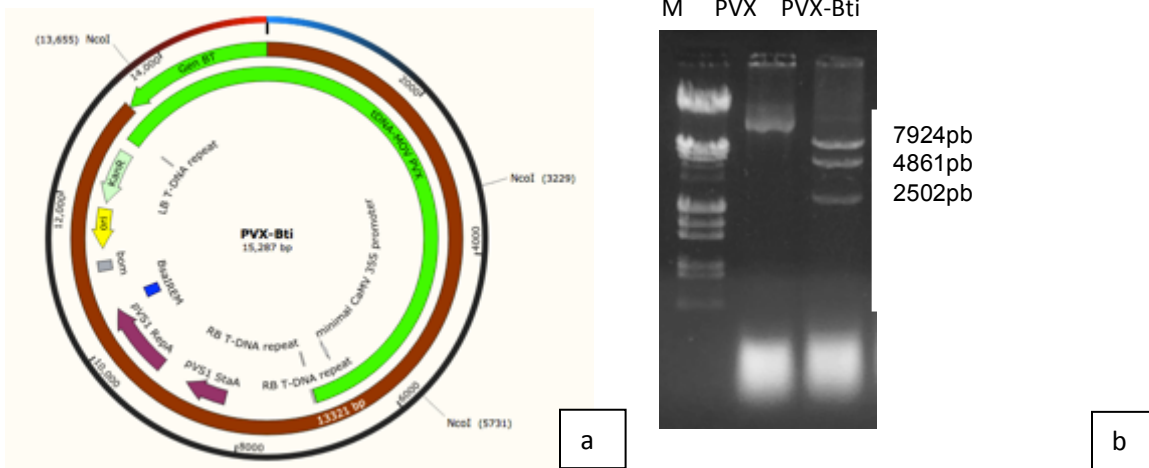 (13,655) NcoI
14,000
Gen BT
2000
tDNA-MOV PVX
LB T-DNA repeat
KanR
NcoI (3229)
12,000
ori
PVX-Bti
15,287 bp
4000
bom
BsaIREM
minimal CaMV 35S promoter
pVS1 RepA
RB T-DNA repeat
10,000
pVS1 StaA
RB T-DNA repeat
6000
13321 bp
NcoI (5731)
8000
a
M PVX PVX-Bti
7924pb
4861pb
2502pb
b